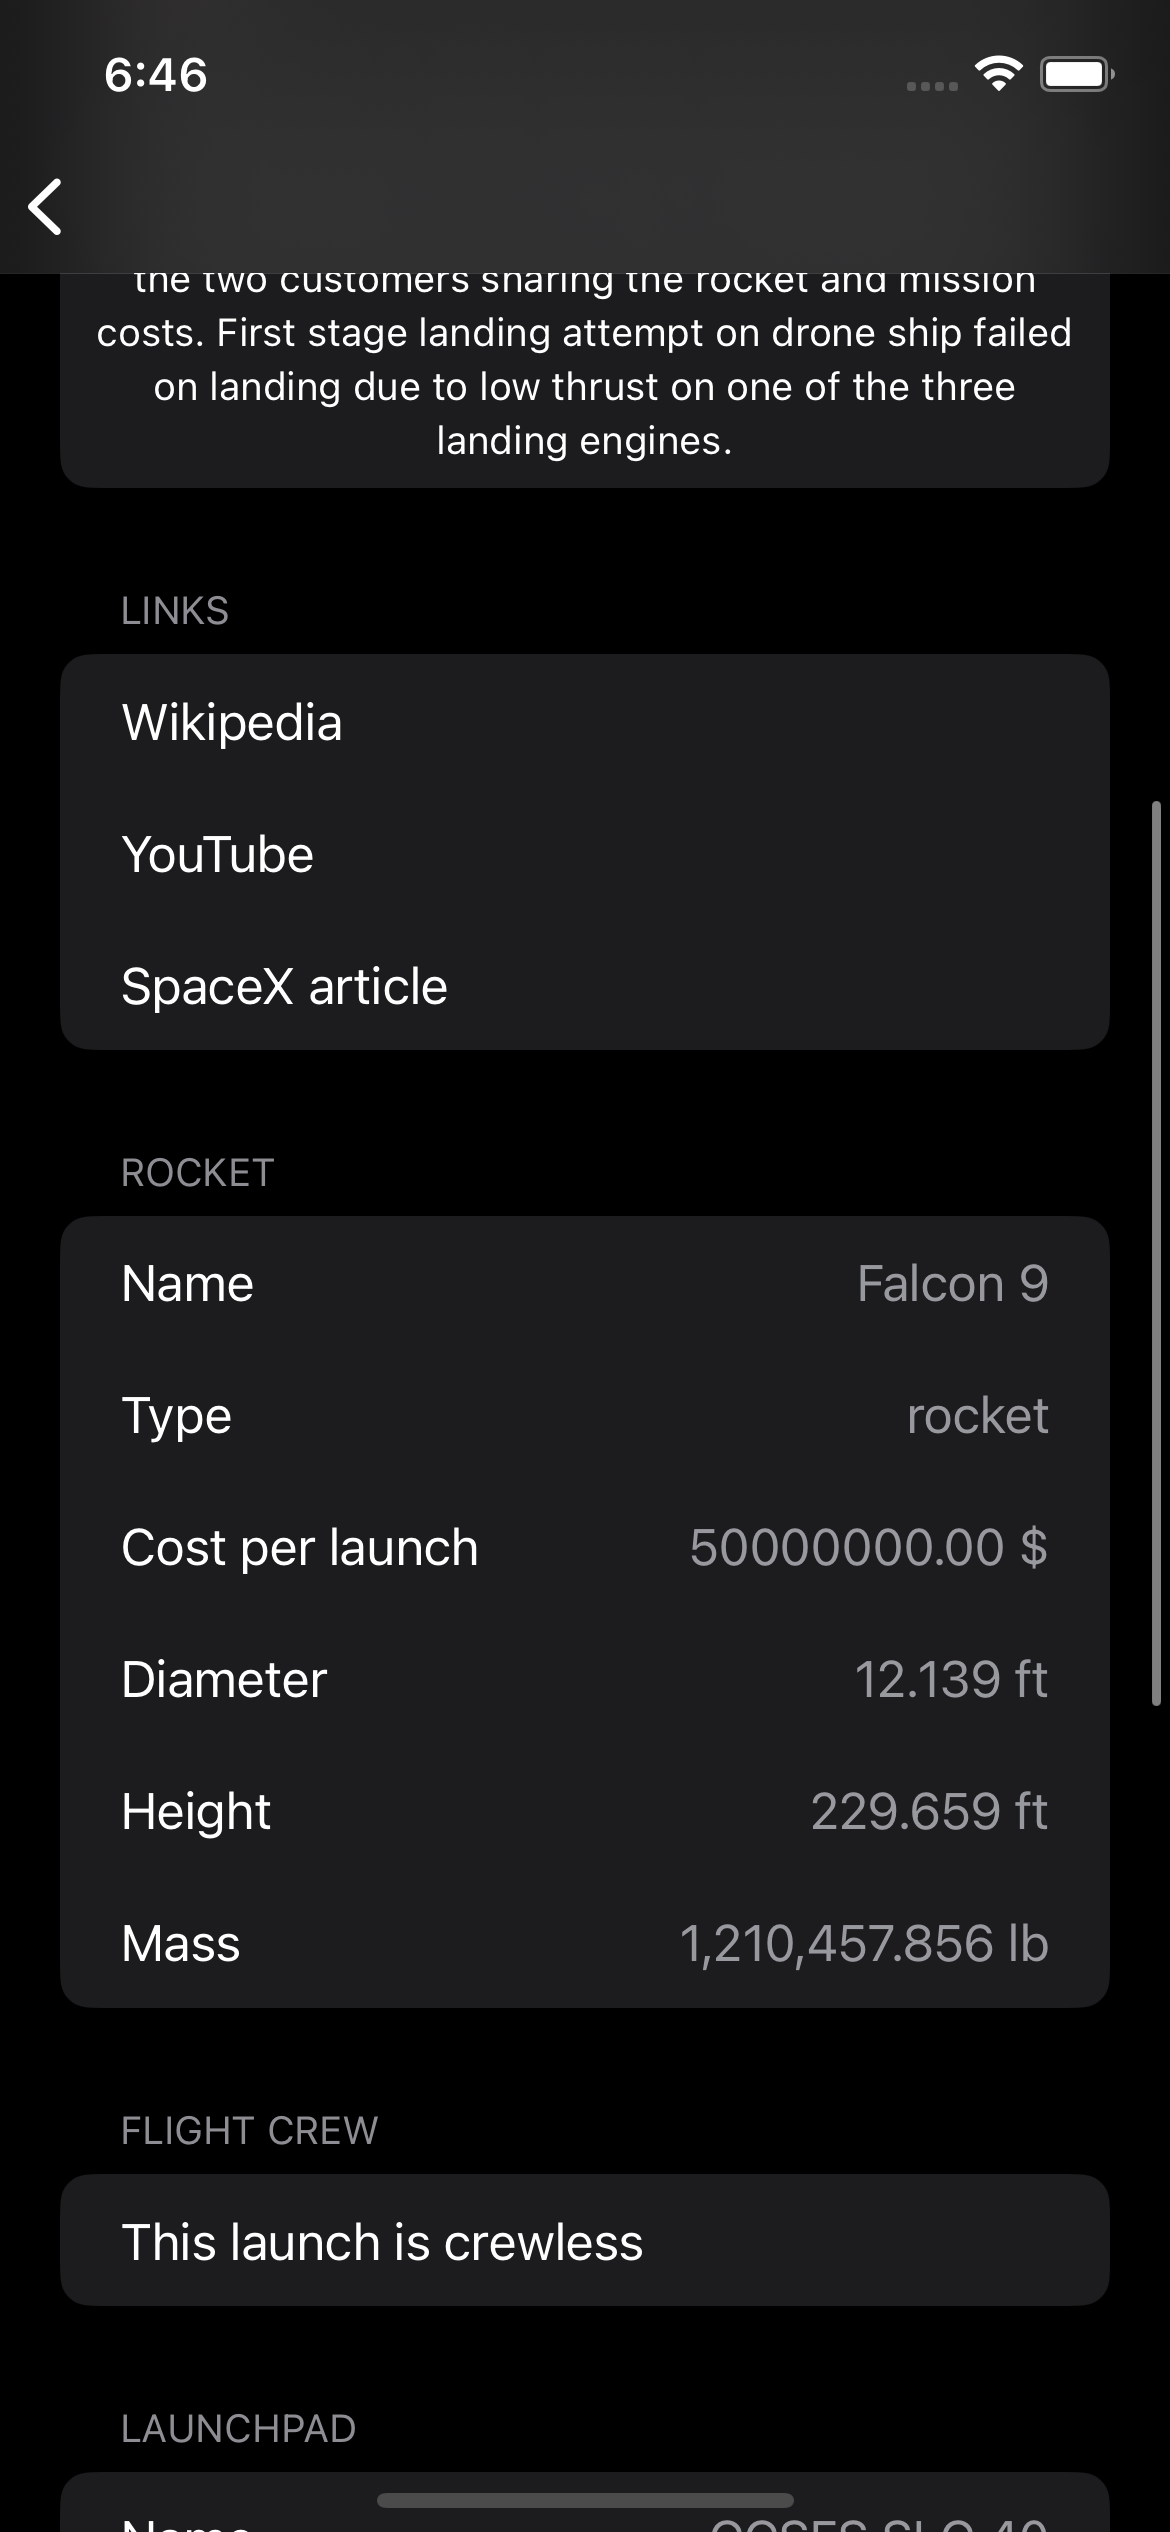 6:46
the two customers sharing the rocket and mission
costs. First stage landing attempt on drone ship failed
on landing due to low thrust on one of the three
landing engines.
LINKS
Wikipedia
YouTube
SpaceX article
ROCKET
Name Falcon 9
Type rocket
Cost per launch 50000000.00 $
Diameter 12.139 ft
Height 229.659 ft
Mass 1,210,457.856 lb
FLIGHT CREW
This launch is crewless
LAUNCHPAD
Name